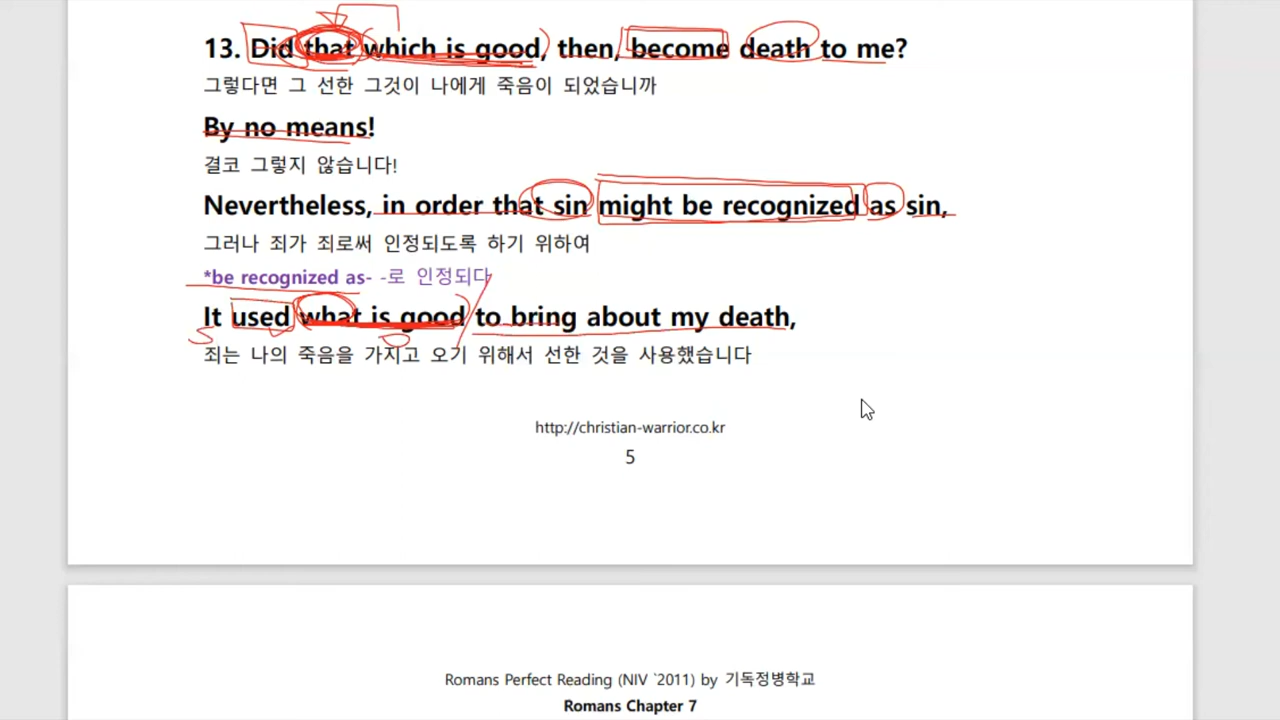 13. Did that which is good, then, become death to me?
그렇다면 그 선한 그것이 나에게 죽음이 되었습니까
By no means!
결코 그렇지 않습니다!
Nevertheless, in order that sin might be recognized as sin,
그러나 죄가 죄로써 인정되도록 하기 위하여
*be recognized as- -로 인정되다
It used what is good to bring about my death,
S
죄는 나의 죽음을 가지고 오기 위해서 선한 것을 사용했습니다
http://christian-warrior.co.kr
5
Romans Perfect Reading (NIV `2011) by 기독정병학교
Romans Chapter 7